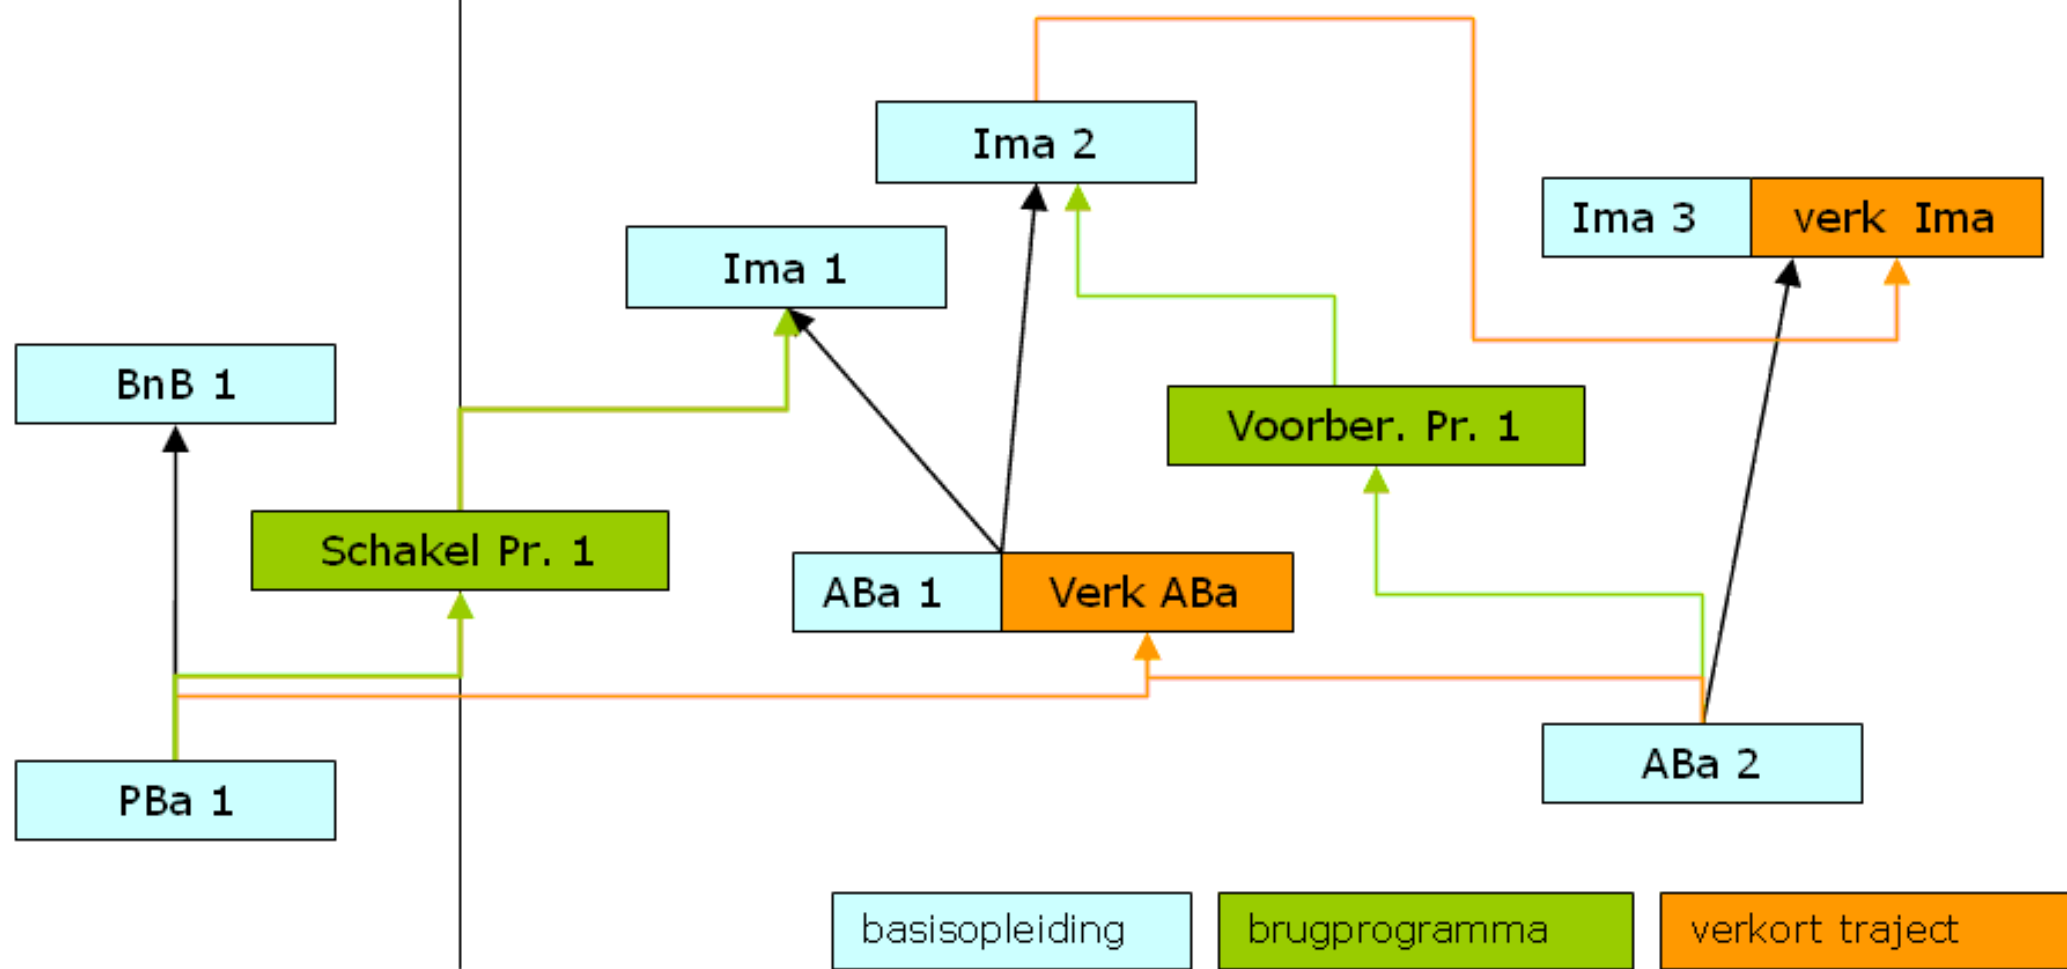 Ima 2
Ima 3
verk Ima
Ima 1
BnB 1
Voorber. Pr. 1
Schakel Pr. 1
ABa 1
Verk ABa
ABa 2
PBa 1
basisopleiding
brugprogramma
verkort traject